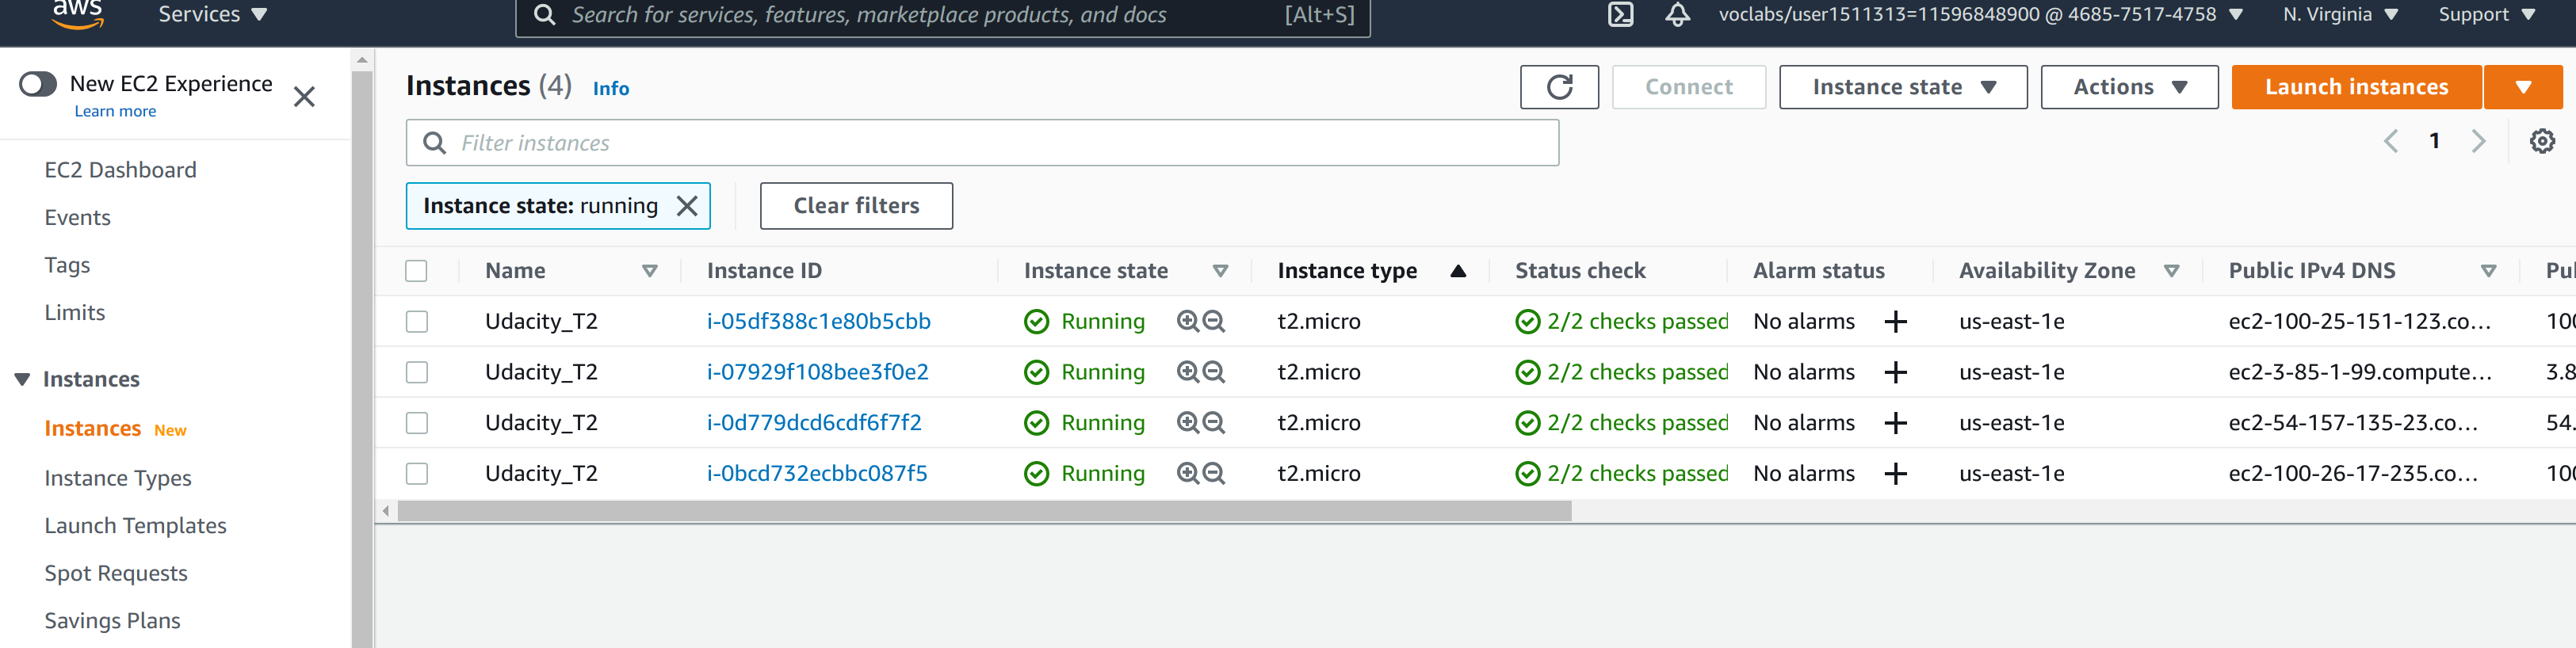 aws Services Search for services, features, marketplace products, and docs [Alt+S] voclabs/user1511313=11596848900 @ 4685-7517-4758 N. Virginia Support
New EC2 Experience
Learn more
EC2 Dashboard
Events
Tags
Limits
Instances
Instances New
Instance Types
Launch Templates
Spot Requests
Savings Plans
Instances (4) Info Connect Instance state Actions Launch instances
Filter instances 1
Instance state: running Clear filters
Name Instance ID Instance state Instance type Status check Alarm status Availability Zone Public IPv4 DNS
Udacity_T2 i-05df388c1e80b5cbb Running t2.micro 2/2 checks passed No alarms us-east-1e ec2-100-25-151-123.co... 100
Udacity_T2 i-07929f108bee3f0e2 Running t2.micro 2/2 checks passed No alarms us-east-1e ec2-3-85-1-99.compute... 3.8
Udacity_T2 i-0d779dcd6cdf6f7f2 Running t2.micro 2/2 checks passed No alarms us-east-1e ec2-54-157-135-23.co... 54.
Udacity_T2 i-0bcd732ecbbc087f5 Running t2.micro 2/2 checks passed No alarms us-east-1e ec2-100-26-17-235.co... 100